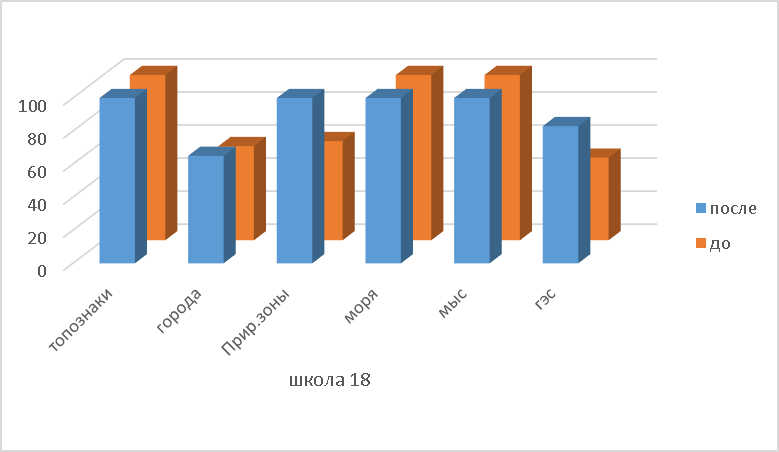 100
80
60
40
20
0
топознаки
города
Прир.зоны
моря
мыс
гэс
школа 18
после
до